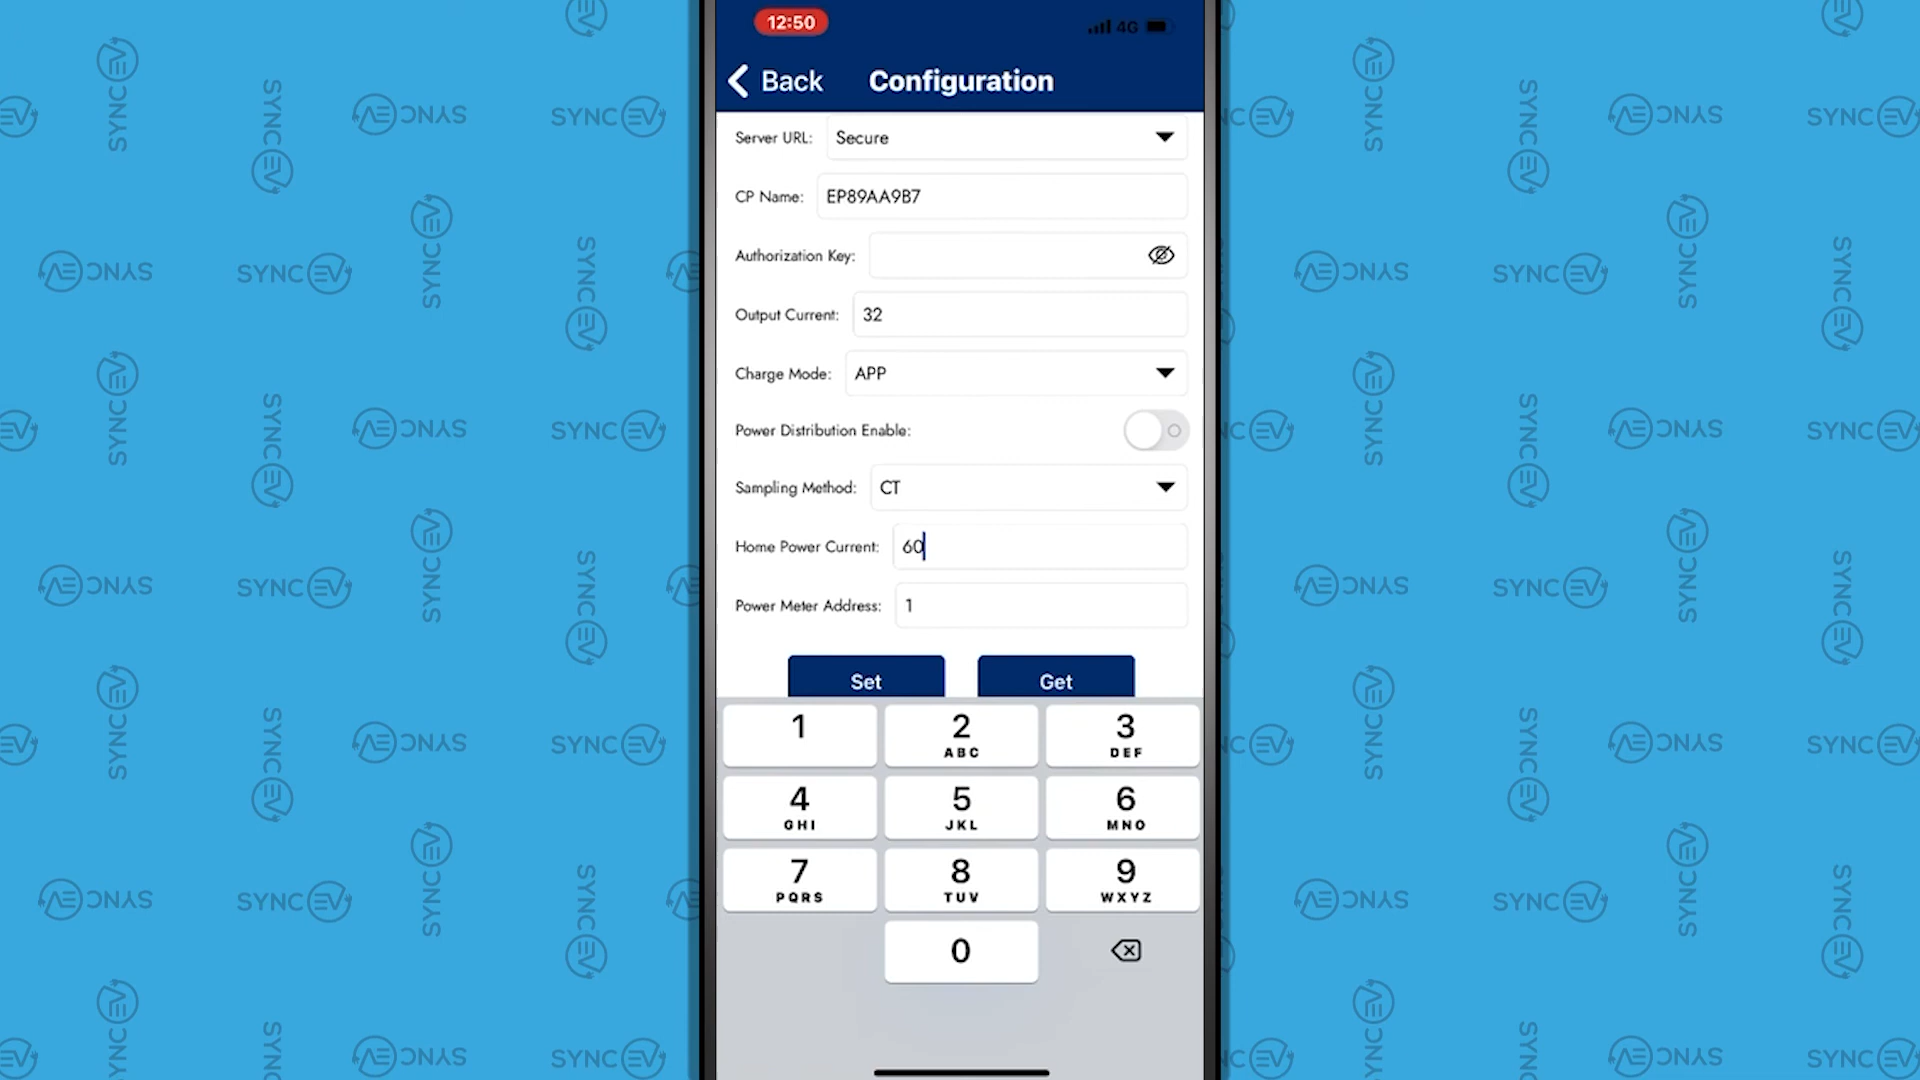 12:50
4G
Back
Configuration
Server URL: Secure
CP Name: EP89AA9B7
Authorization Key:
Output Current: 32
Charge Mode: APP
Power Distribution Enable:
Sampling Method: CT
Home Power Current: 60
Power Meter Address: 1
Set Get
1 2 ABC 3 DEF
4 GHI 5 JKL 6 MNO
7 PQRS 8 TUV 9 WXYZ
0
SYNC EV